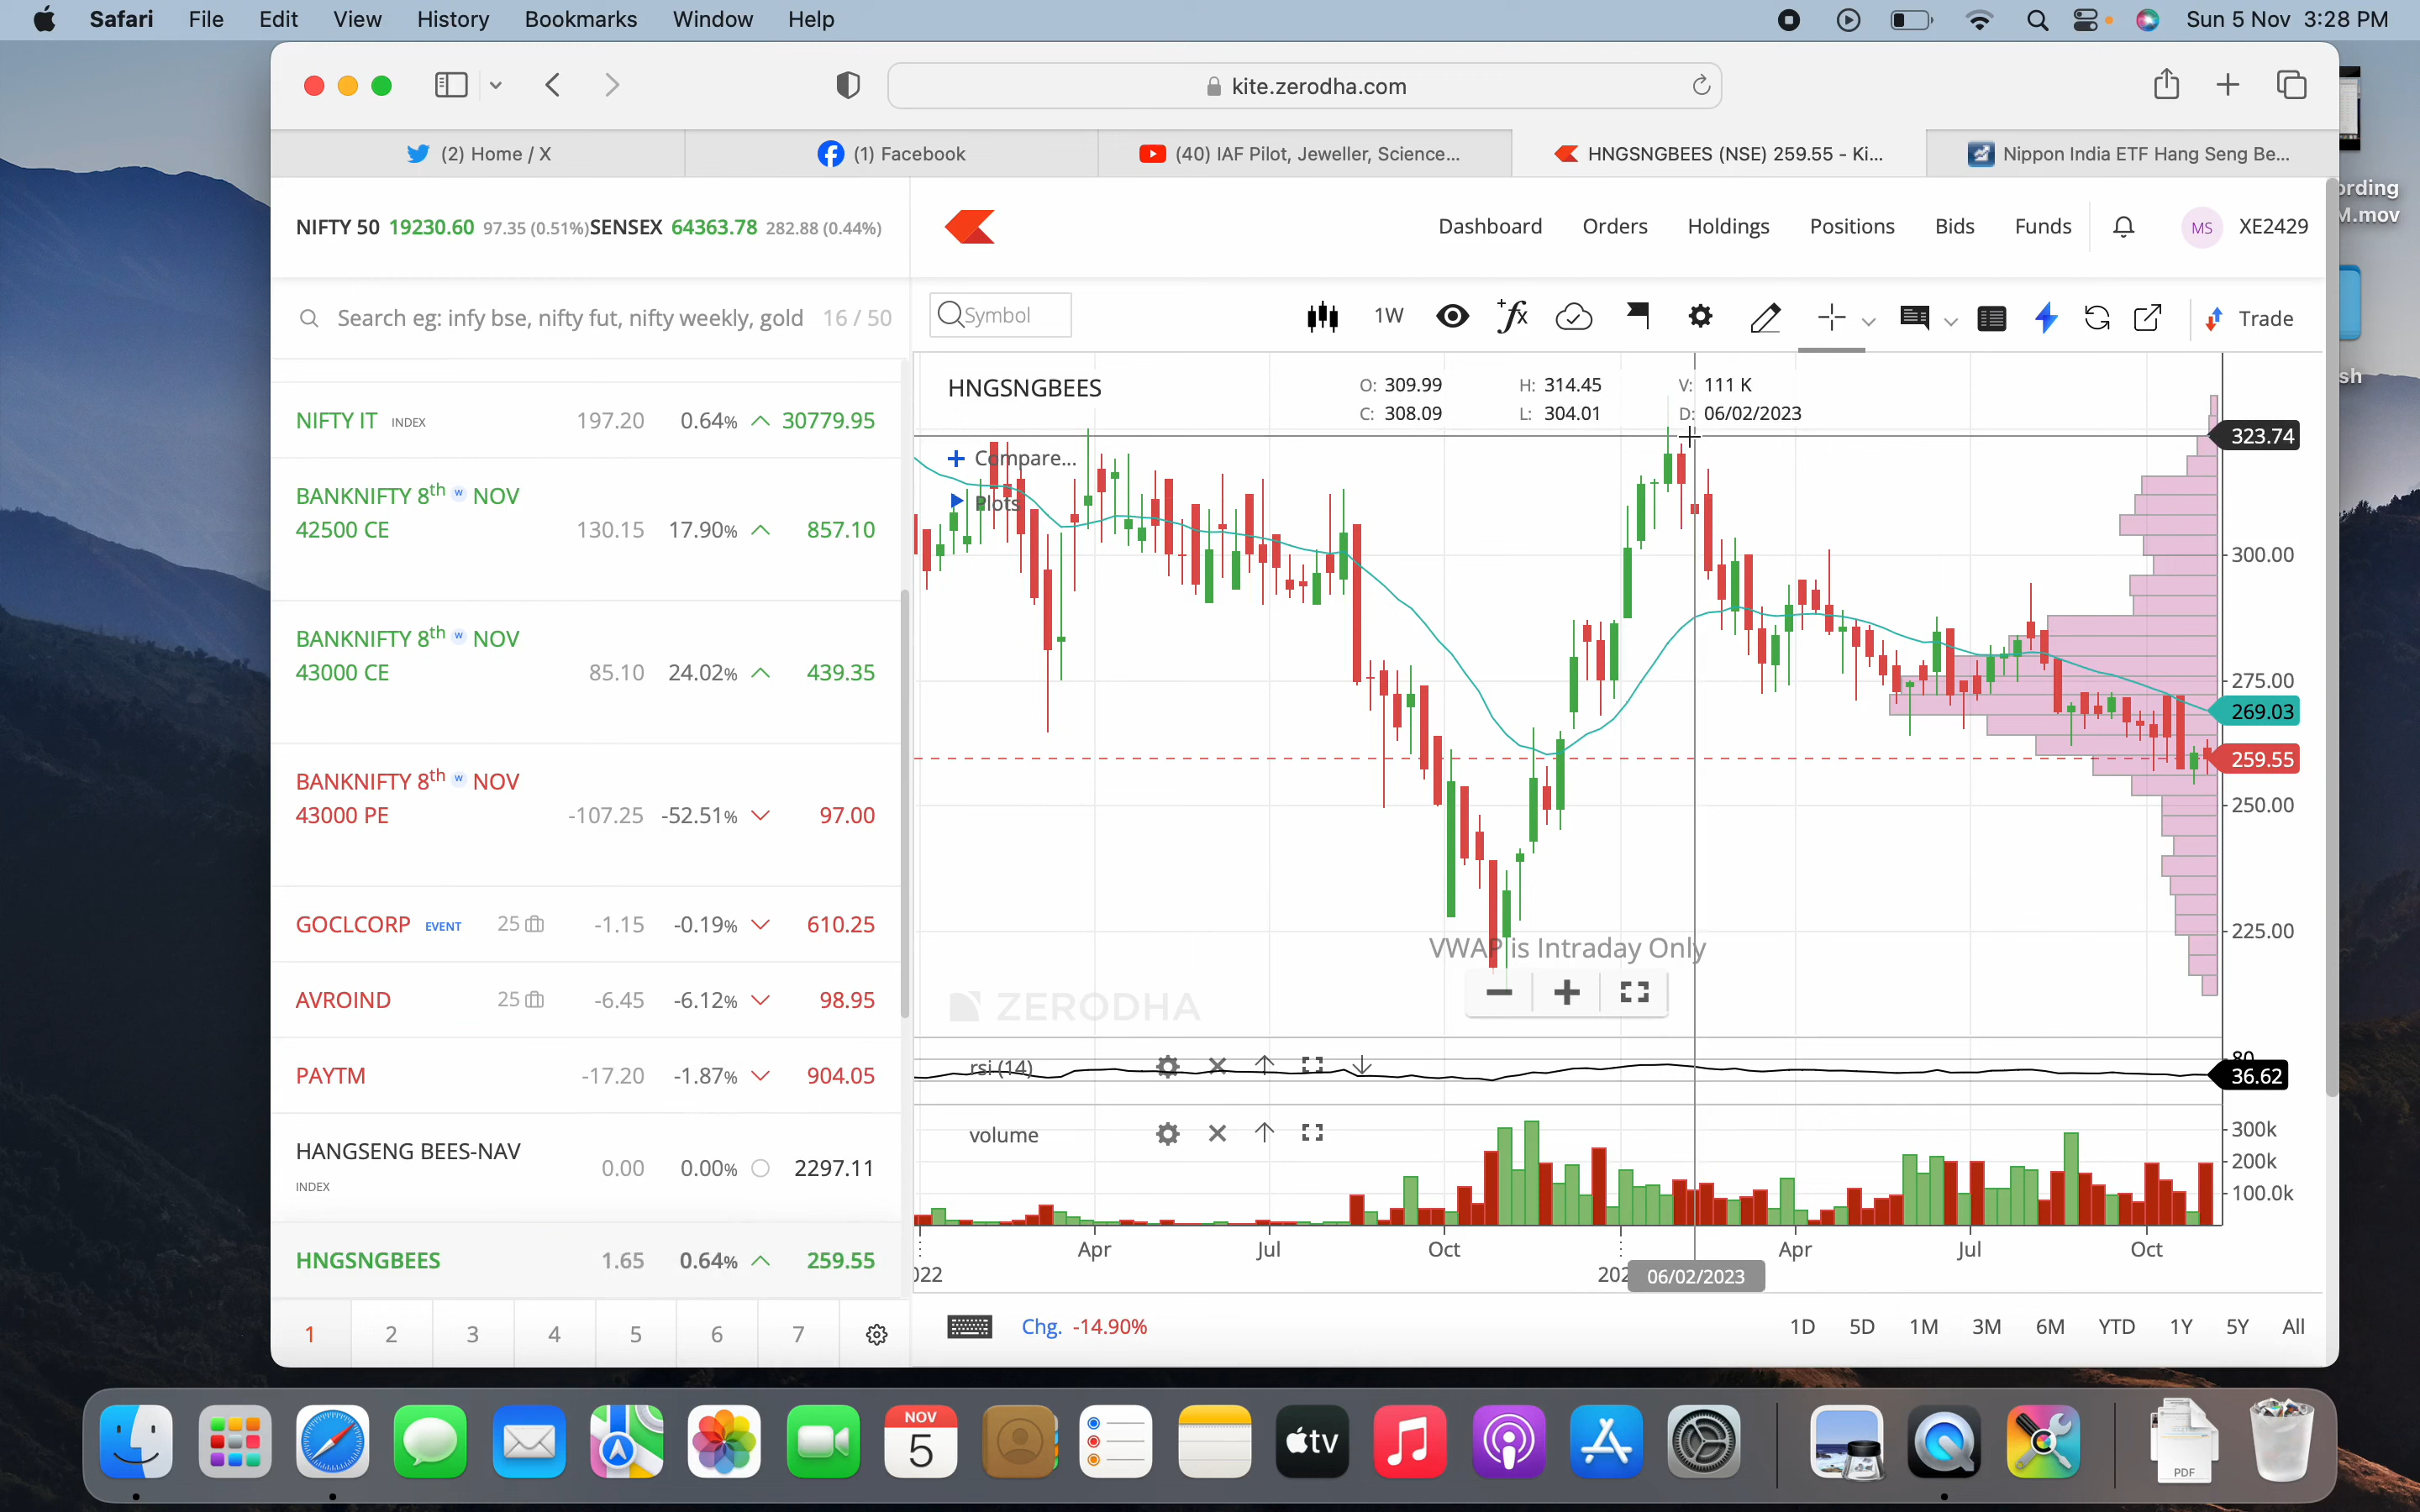 Safari File Edit View History Bookmarks Window Help Sun 5 Nov 3:28 PM
kite.zerodha.com
(2) Home / X (1) Facebook (40) IAF Pilot, Jeweller, Science... HNGSNGBEES (NSE) 259.55 - Ki... Nippon India ETF Hang Seng Be...
NIFTY 50 19230.60 97.35 (0.51%) SENSEX 64363.78 282.88 (0.44%)
Dashboard Orders Holdings Positions Bids Funds MS XE2429
Search eg: infy bse, nifty fut, nifty weekly, gold 16 / 50
NIFTY IT INDEX 197.20 0.64% 30779.95
BANKNIFTY 8th w NOV
42500 CE 130.15 17.90% 857.10
BANKNIFTY 8th w NOV
43000 CE 85.10 24.02% 439.35
BANKNIFTY 8th w NOV
43000 PE -107.25 -52.51% 97.00
GOCLCORP EVENT 25 -1.15 -0.19% 610.25
AVROIND 25 -6.45 -6.12% 98.95
PAYTM -17.20 -1.87% 904.05
HANGSENG BEES-NAV
INDEX
0.00 0.00% 2297.11
HNGSNGBEES 1.65 0.64% 259.55
1 2 3 4 5 6 7
Symbol 1W Trade
HNGSNGBEES
O: 309.99 H: 314.45 V: 111 K
C: 308.09 L: 304.01 D: 06/02/2023
Compare...
Plots
323.74
300.00
275.00
269.03
259.55
250.00
225.00
VWAP is Intraday Only
ZERODHA
rsi (14)
80
36.62
volume
300k
200k
100.0k
Apr Jul Oct Apr Jul Oct
022 202 06/02/2023
Chg. -14.90%
1D 5D 1M 3M 6M YTD 1Y 5Y All
ording
M.mov
sh
NOV
5
tv
PDF